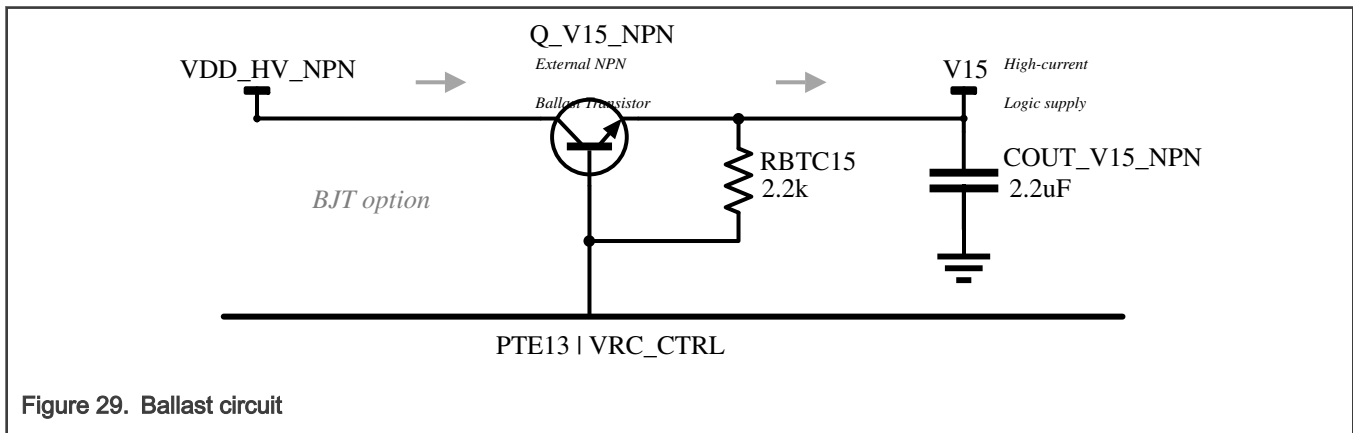 Q_V15_NPN
VDD_HV_NPN
External NPN
Ballast Transistor
V15
High-current
Logic supply
RBTC15
2.2k
COUT_V15_NPN
2.2uF
BJT option
PTE13 | VRC_CTRL
Figure 29. Ballast circuit